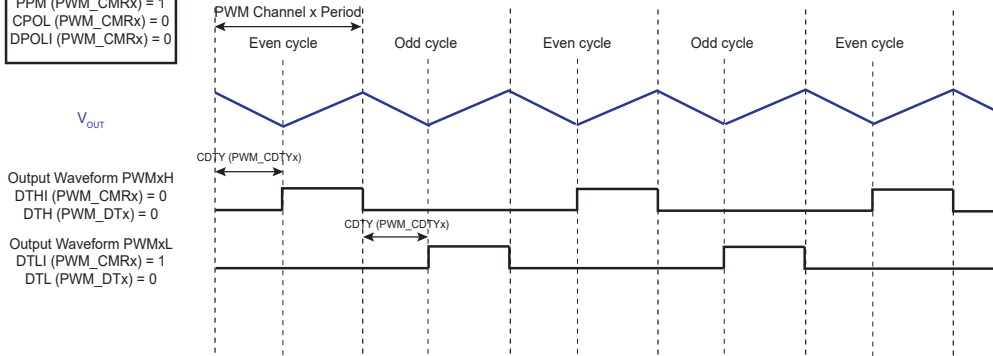 PPM (PWM_CMRx) = 1
CPOL (PWM_CMRx) = 0
DPOLI (PWM_CMRx) = 0
PWM Channel x Period
Even cycle
Odd cycle
Even cycle
Odd cycle
Even cycle
VOUT
CDTY (PWM_CDTYx)
Output Waveform PWMxH
DTHI (PWM_CMRx) = 0
DTH (PWM_DTx) = 0
CDTY (PWM_CDTYx)
Output Waveform PWMxL
DTLI (PWM_CMRx) = 1
DTL (PWM_DTx) = 0